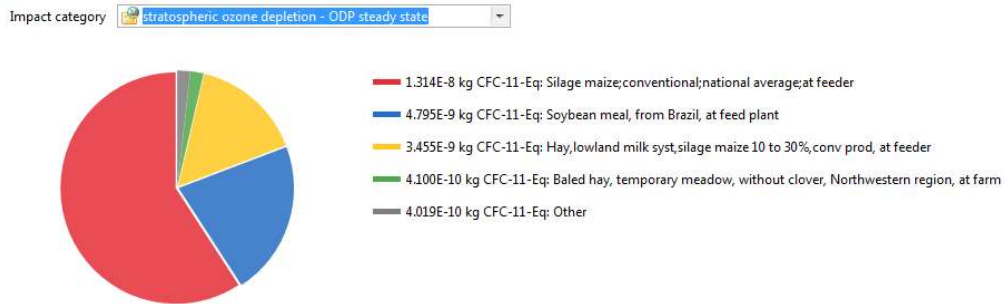 Impact category stratospheric ozone depletion - ODP steady state
1.314E-8 kg CFC-11-Eq: Silage maize;conventional;national average;at feeder
4.795E-9 kg CFC-11-Eq: Soybean meal, from Brazil, at feed plant
3.455E-9 kg CFC-11-Eq: Hay,lowland milk syst,silage maize 10 to 30%,conv prod, at feeder
4.100E-10 kg CFC-11-Eq: Baled hay, temporary meadow, without clover, Northwestern region, at farm
4.019E-10 kg CFC-11-Eq: Other